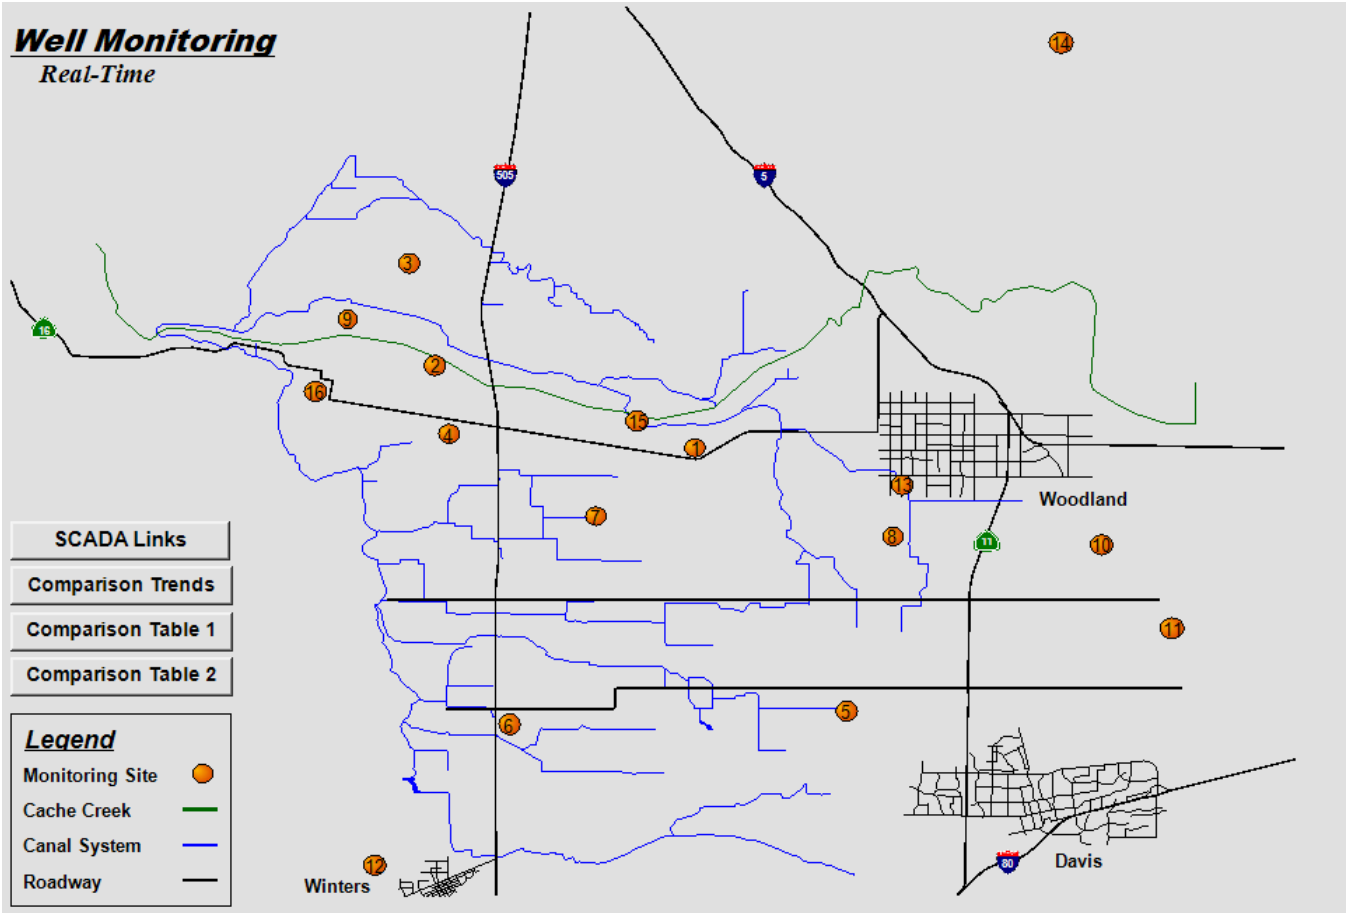 Well Monitoring
Real-Time
14
505
5
3
16
9
2
16
15
4
1
13
Woodland
7
8
11
10
SCADA Links
Comparison Trends
Comparison Table 1
11
Comparison Table 2
5
6
Legend
Monitoring Site
Cache Creek
Canal System
Roadway
80
Davis
12
Winters